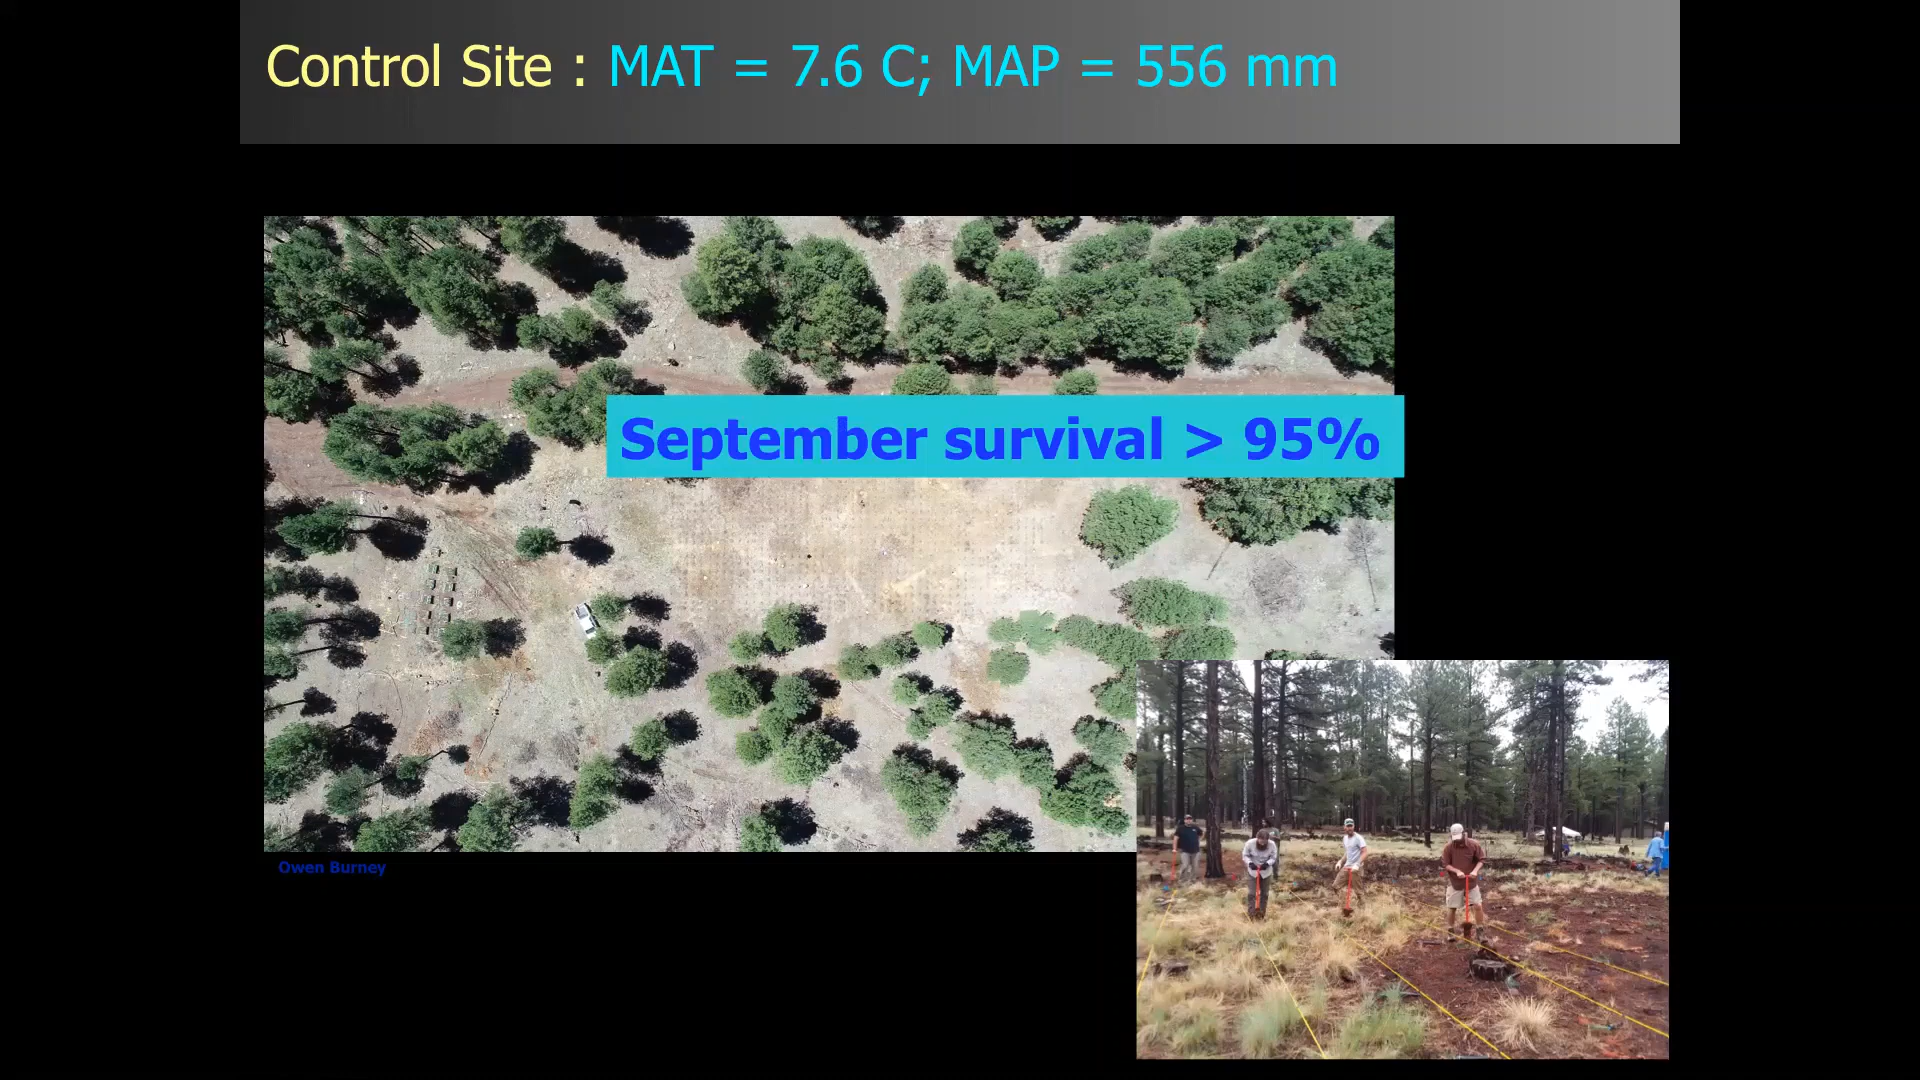 Control Site : MAT = 7.6 C; MAP = 556 mm
September survival > 95%
Owen Burney